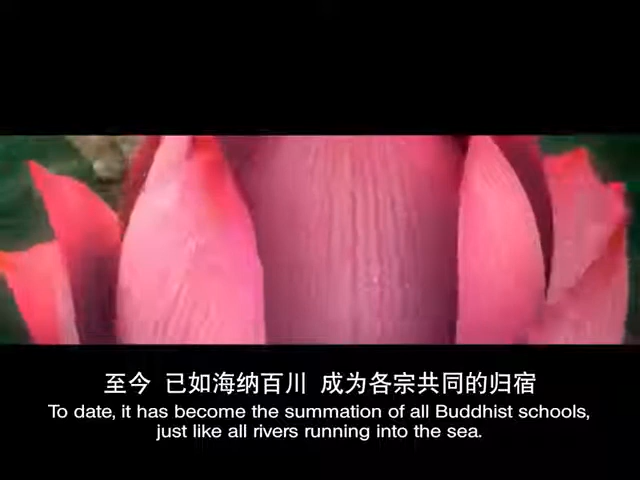 至今 已如海纳百川 成为各宗共同的归宿
To date, it has become the summation of all Buddhist schools,
just like all rivers running into the sea.